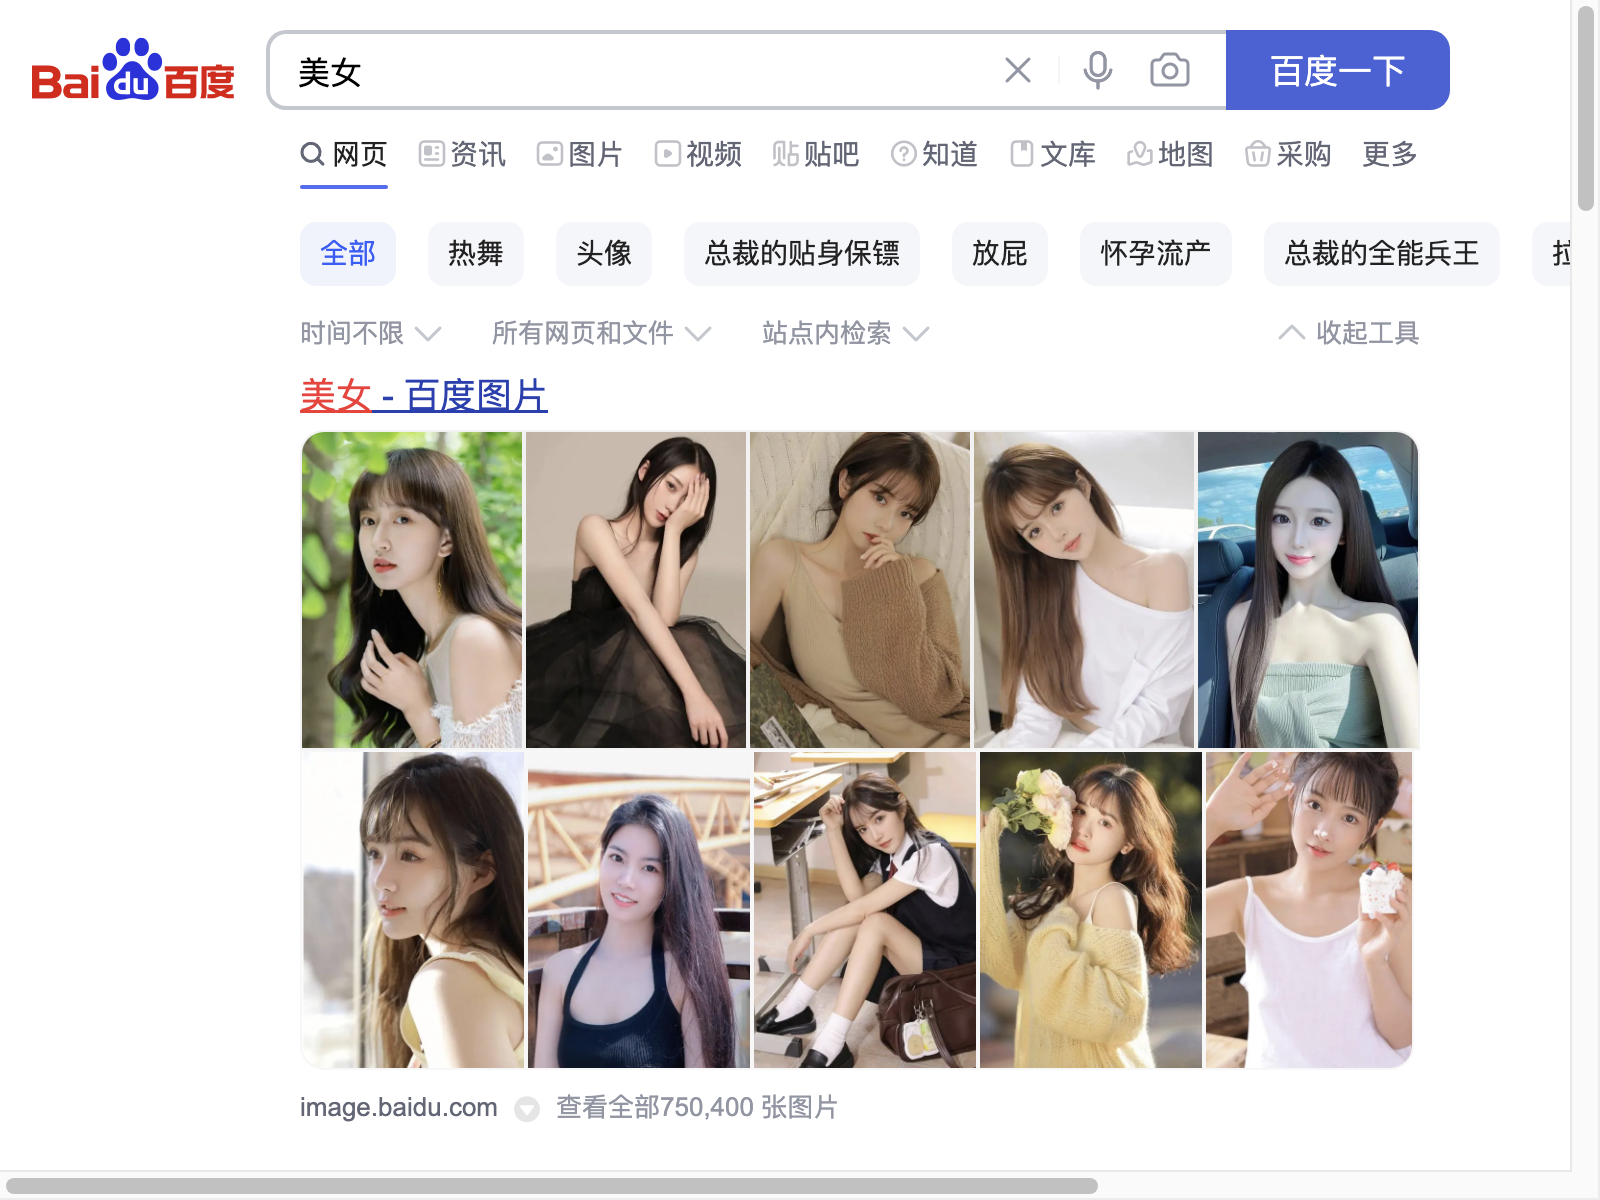 Bai du 百度
美女
百度一下
网页 资讯 图片 视频 贴 贴吧 知道 文库 地图 采购 更多
全部 热舞 头像 总裁的贴身保镖 放屁 怀孕流产 总裁的全能兵王
时间不限 所有网页和文件 站点内检索 收起工具
美女 - 百度图片
image.baidu.com 查看全部750,400 张图片